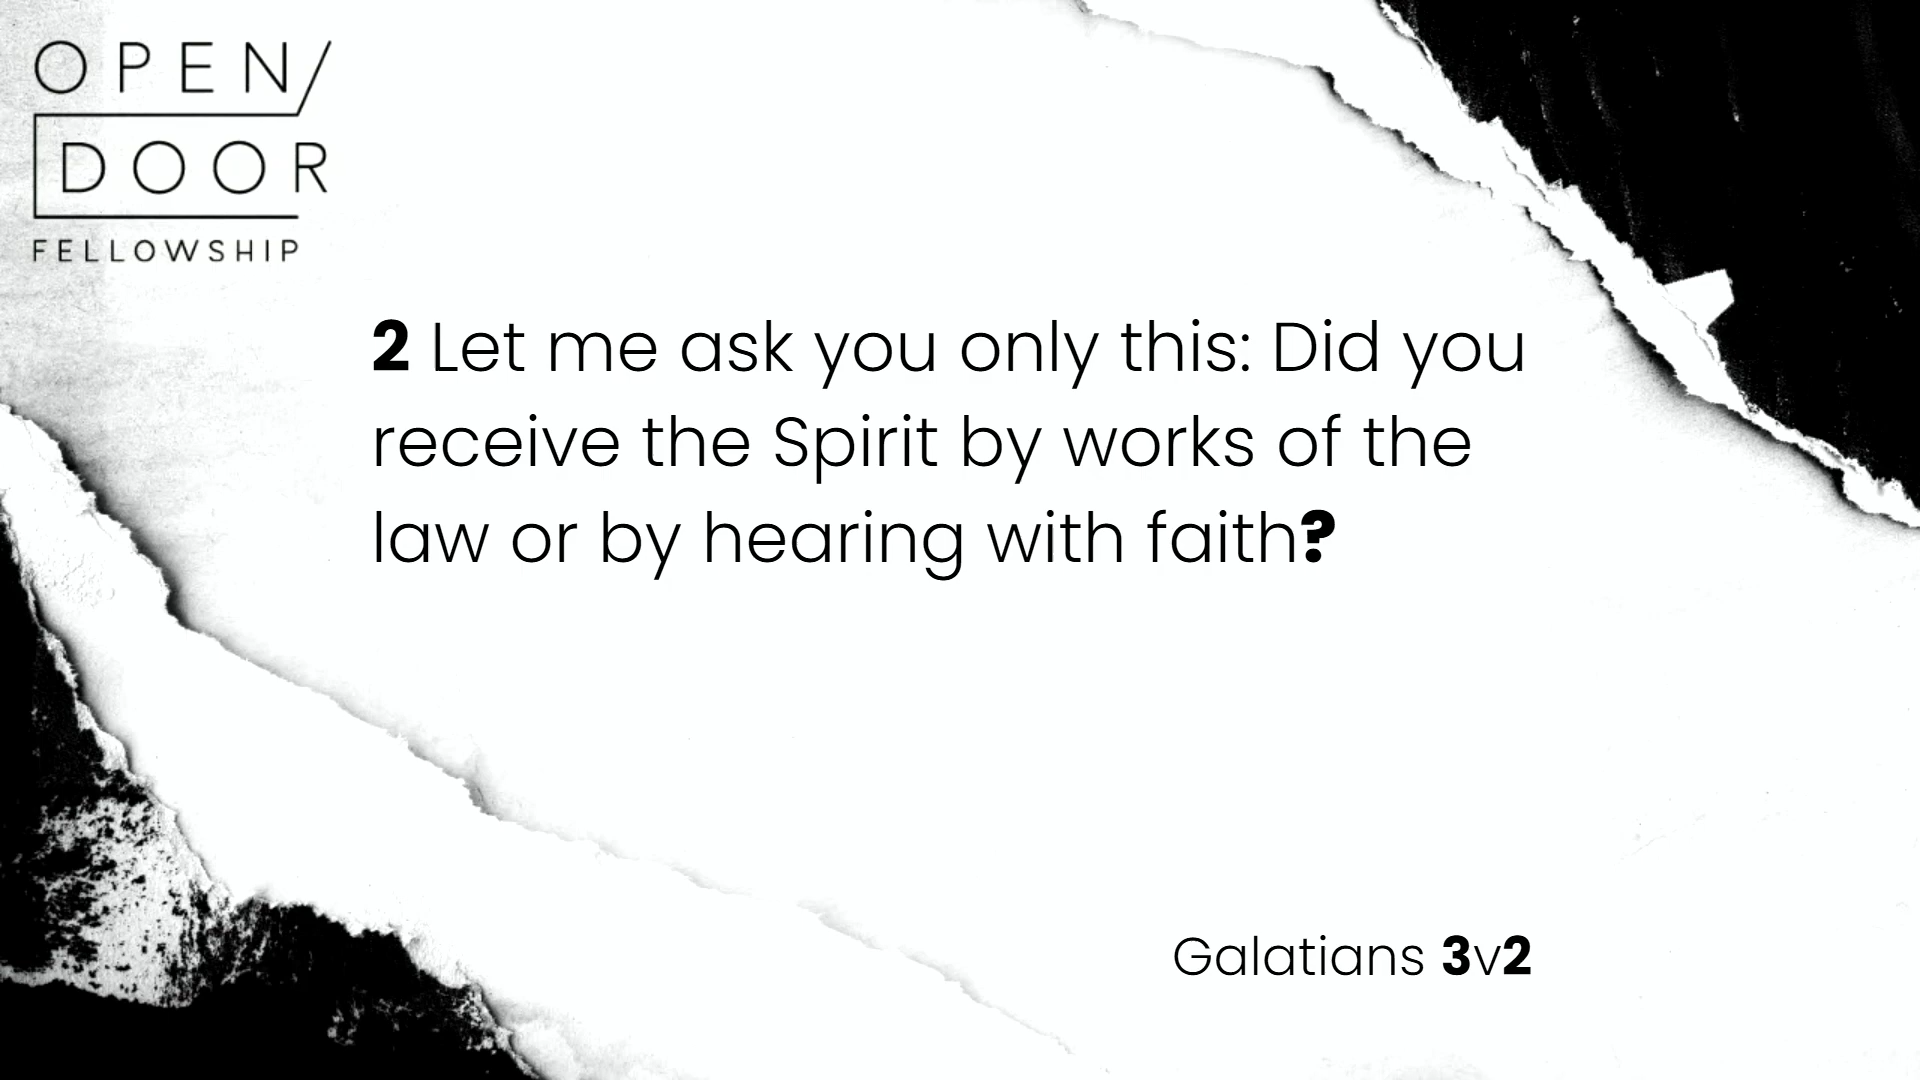 OPEN/
DOOR
FELLOWSHIP
2 Let me ask you only this: Did you
receive the Spirit by works of the
law or by hearing with faith?
Galatians 3v2